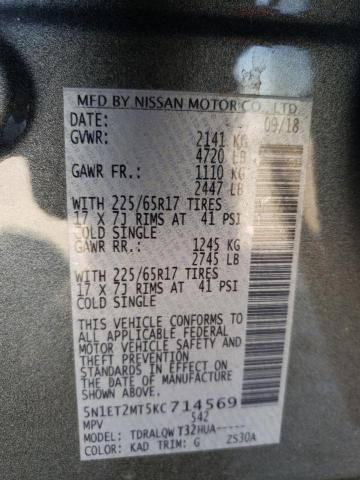 MFD BY NISSAN MOTOR CO., LTD.
DATE: 09/18
GVWR: 2141 KG
4720 LB
GAWR FR.: 1110 KG
2447 LB
WITH 225/65R17 TIRES
17 X 7J RIMS AT 41 PSI
COLD SINGLE
GAWR RR.: 1245 KG
2745 LB
WITH 225/65R17 TIRES
17 X 7J RIMS AT 41 PSI
COLD SINGLE
THIS VEHICLE CONFORMS TO
ALL APPLICABLE FEDERAL
MOTOR VEHICLE SAFETY AND
THEFT PREVENTION
STANDARDS IN EFFECT ON
THE DATE OF MANUFACTURE
SHOWN ABOVE.
5N1ET2MT5KC714569
MPV S42
MODEL: TDRALQWT32HUA-----
COLOR: KAD TRIM: G ZS30A